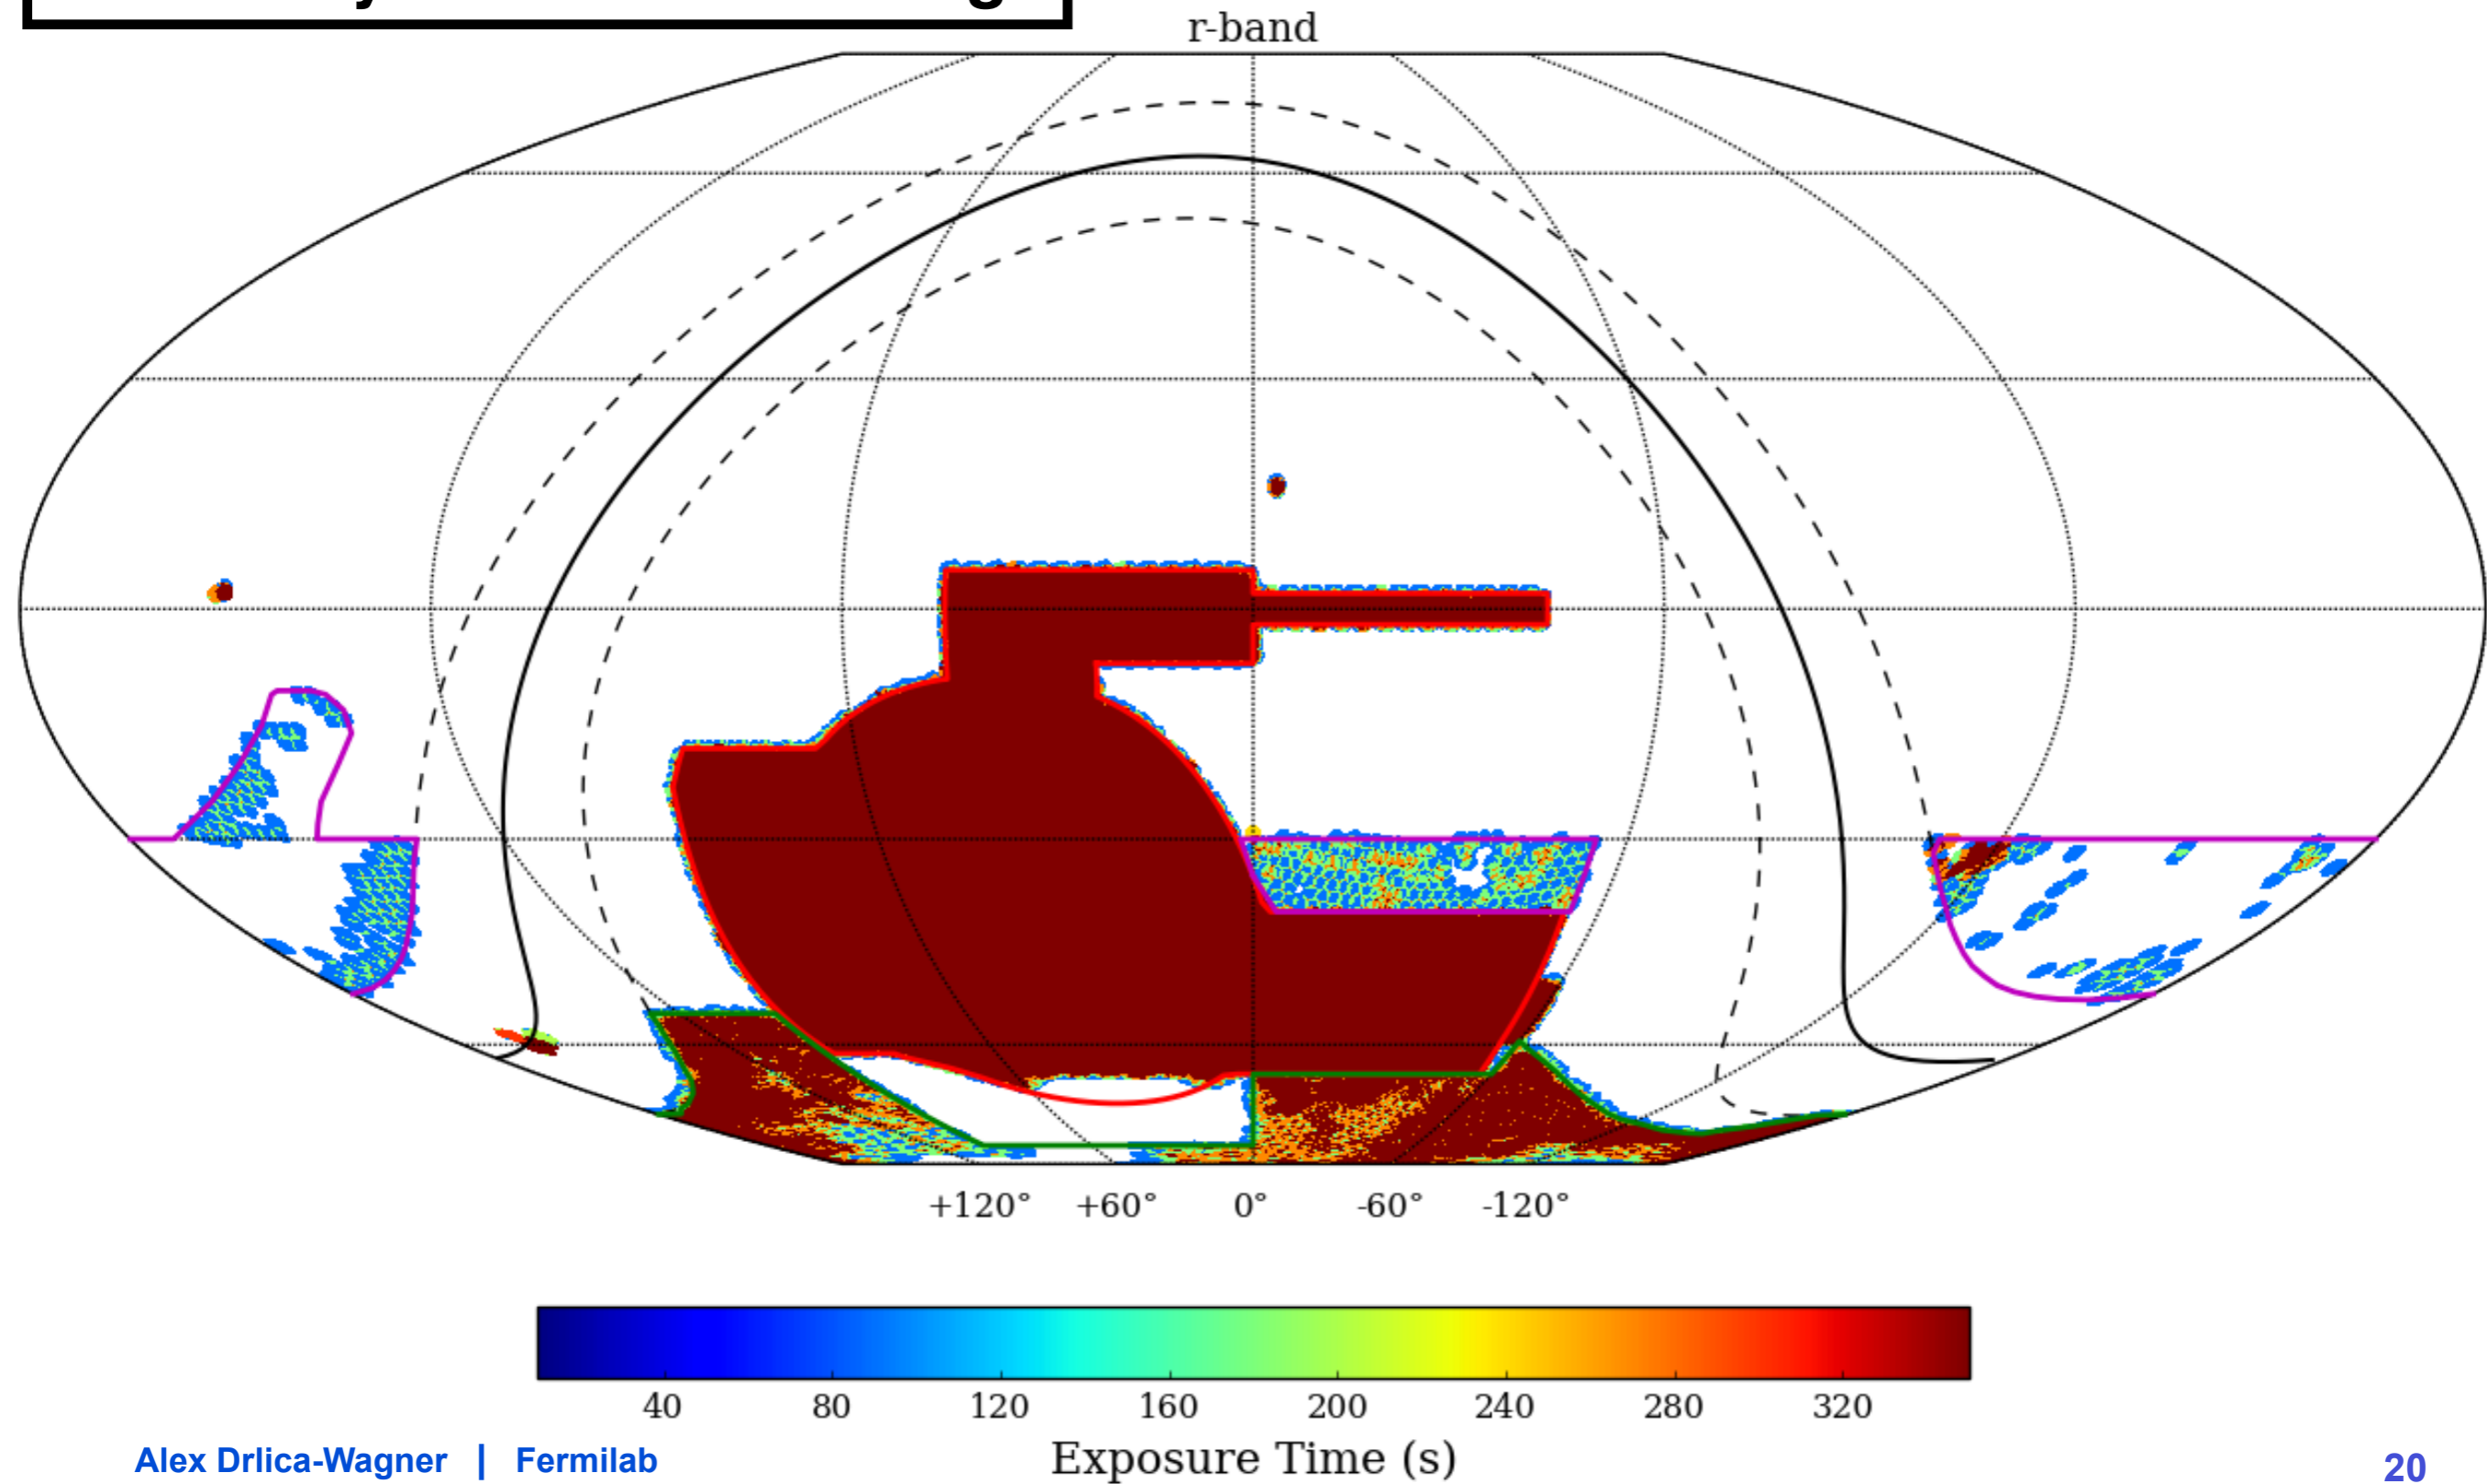 r-band
+120° +60° 0° -60° -120°
40 80 120 160 200 240 280 320
Exposure Time (s)
Alex Drlica-Wagner | Fermilab
20